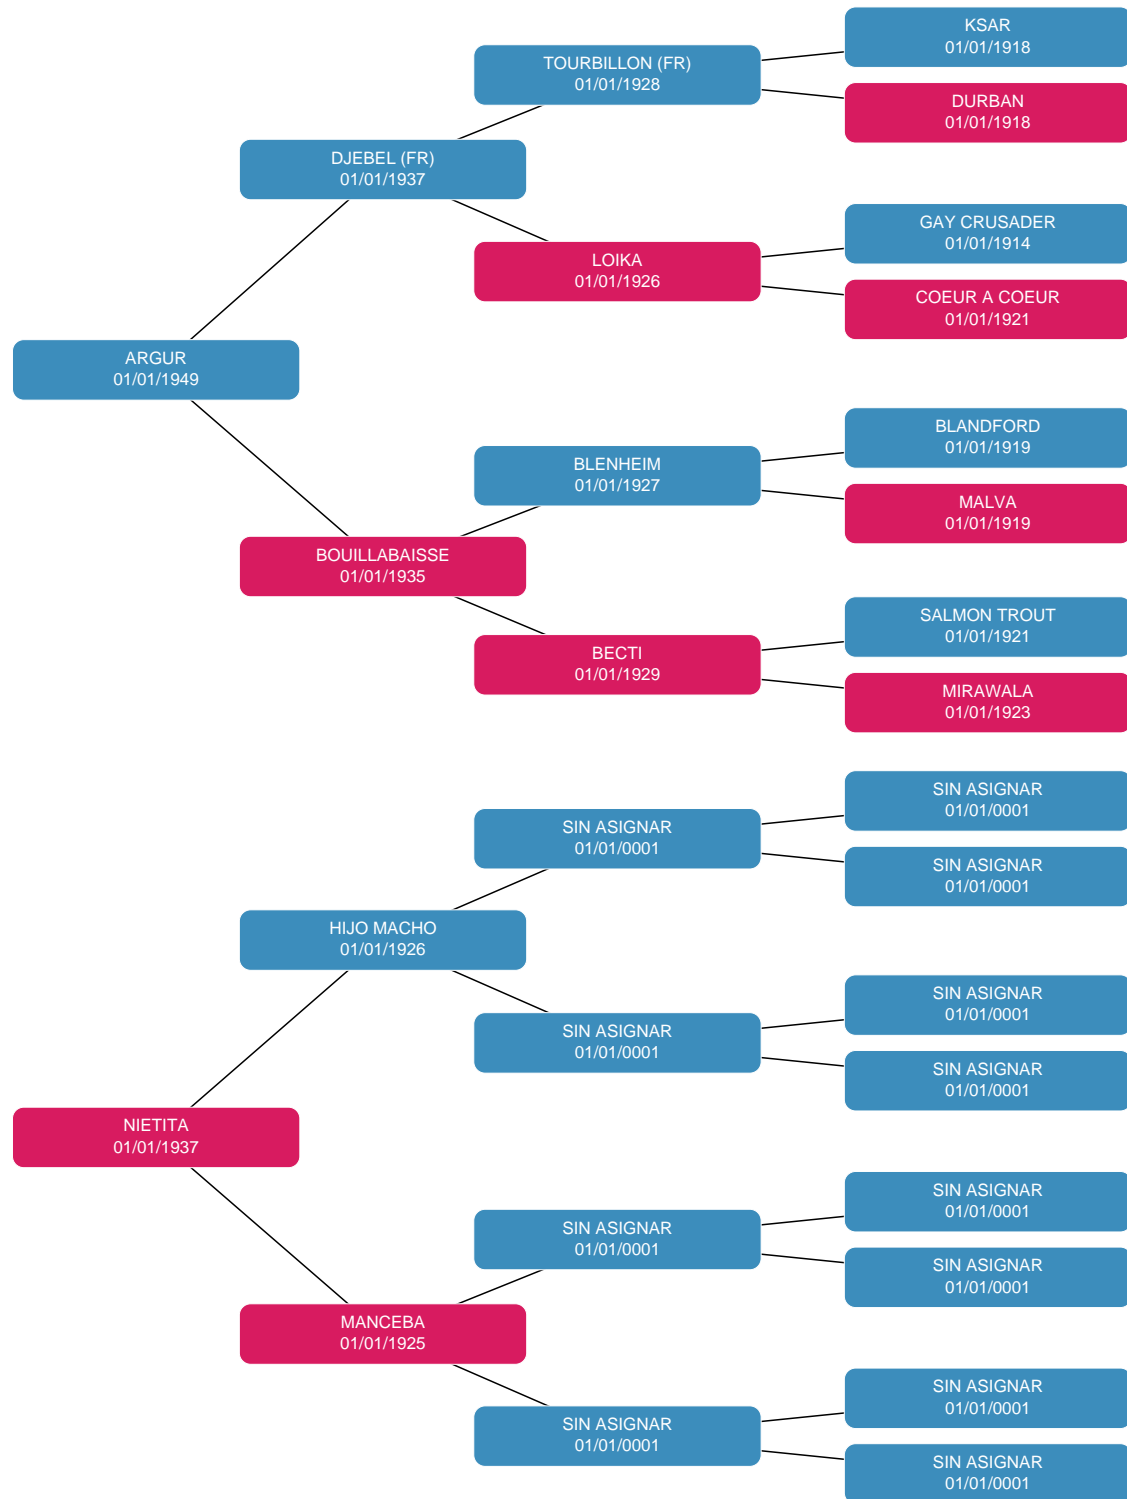 KSAR
01/01/1918
TOURBILLON (FR)
01/01/1928
DURBAN
01/01/1918
DJEBEL (FR)
01/01/1937
GAY CRUSADER
01/01/1914
LOIKA
01/01/1926
COEUR A COEUR
01/01/1921
ARGUR
01/01/1949
BLANDFORD
01/01/1919
BLENHEIM
01/01/1927
MALVA
01/01/1919
BOUILLABAISSE
01/01/1935
SALMON TROUT
01/01/1921
BECTI
01/01/1929
MIRAWALA
01/01/1923
SIN ASIGNAR
01/01/0001
SIN ASIGNAR
01/01/0001
SIN ASIGNAR
01/01/0001
HIJO MACHO
01/01/1926
SIN ASIGNAR
01/01/0001
SIN ASIGNAR
01/01/0001
SIN ASIGNAR
01/01/0001
NIETITA
01/01/1937
SIN ASIGNAR
01/01/0001
SIN ASIGNAR
01/01/0001
SIN ASIGNAR
01/01/0001
MANCEBA
01/01/1925
SIN ASIGNAR
01/01/0001
SIN ASIGNAR
01/01/0001
SIN ASIGNAR
01/01/0001